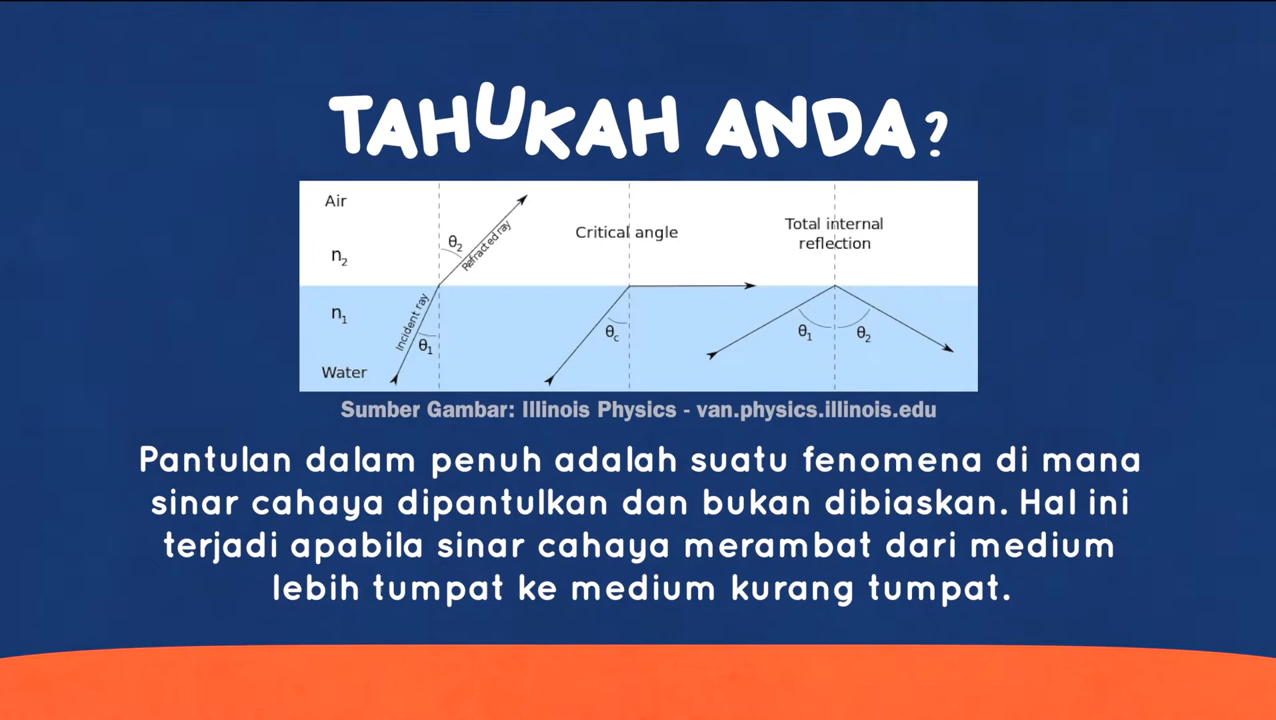 TAHUKAH ANDA?
Air
n₂
θ₂
Refracted ray
Critical angle
Total internal
reflection
n₁
Incident ray
θ₁
θc
θ₁
θ₂
Water
Sumber Gambar: Illinois Physics - van.physics.illinois.edu
Pantulan dalam penuh adalah suatu fenomena di mana
sinar cahaya dipantulkan dan bukan dibiaskan. Hal ini
terjadi apabila sinar cahaya merambat dari medium
lebih tumpat ke medium kurang tumpat.